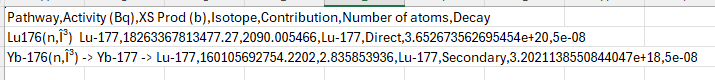 Pathway,Activity (Bq),XS Prod (b),Isotope,Contribution,Number of atoms,Decay
Lu176(n,Î³)  Lu-177,18263367813477.27,2090.005466,Lu-177,Direct,3.652673562695454e+20,5e-08
Yb-176(n,Î³) -> Yb-177 -> Lu-177,160105692754.2202,2.835853936,Lu-177,Secondary,3.2021138550844047e+18,5e-08